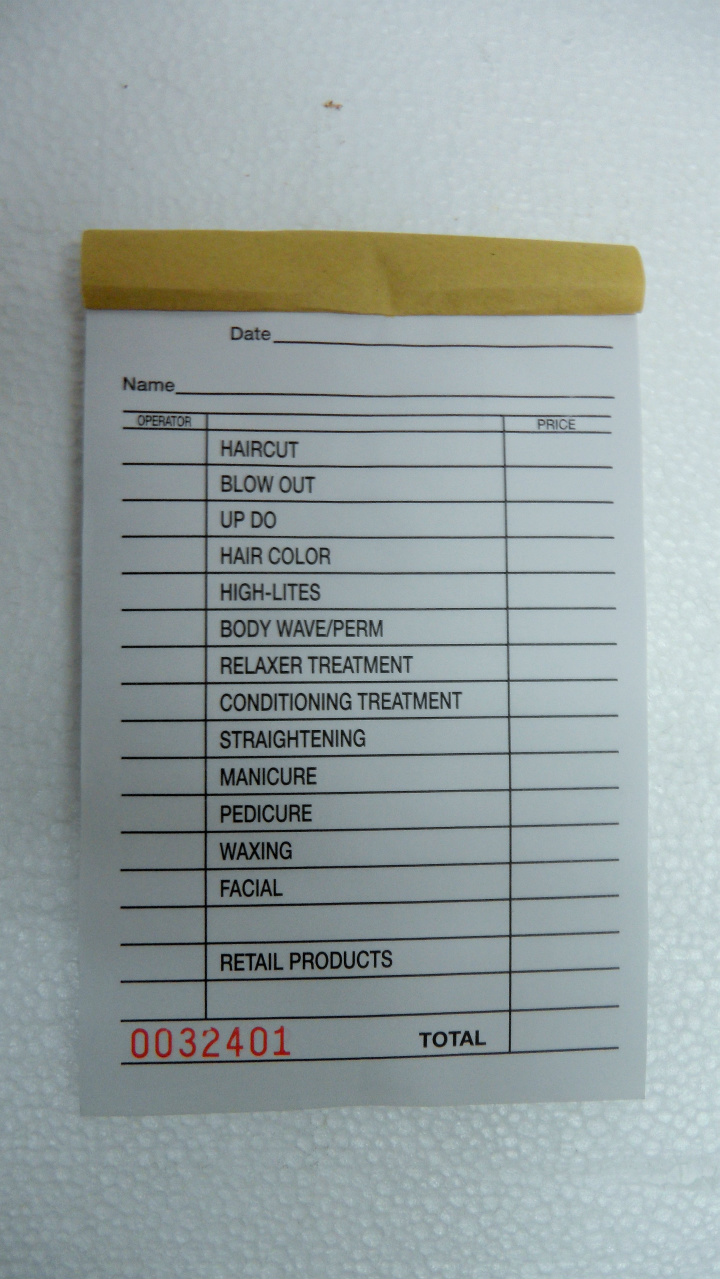 Date
Name
OPERATOR PRICE
HAIRCUT
BLOW OUT
UP DO
HAIR COLOR
HIGH-LITES
BODY WAVE/PERM
RELAXER TREATMENT
CONDITIONING TREATMENT
STRAIGHTENING
MANICURE
PEDICURE
WAXING
FACIAL
RETAIL PRODUCTS
0032401 TOTAL